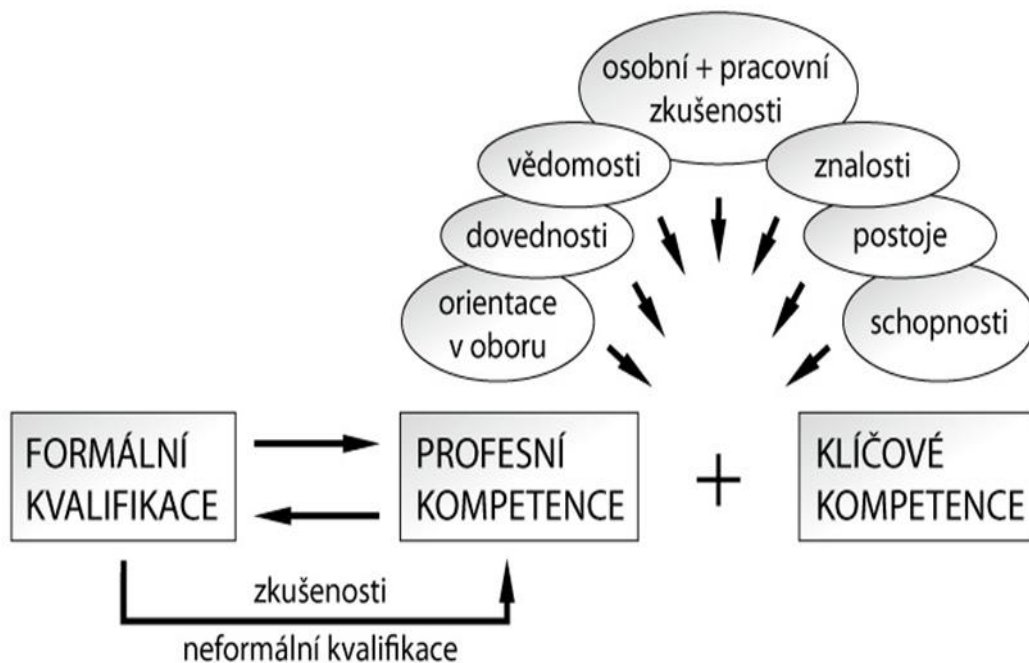 osobní + pracovní
zkušenosti
vědomosti
znalosti
dovednosti
postoje
orientace
v oboru
schopnosti
FORMÁLNÍ
KVALIFIKACE
PROFESNÍ
KOMPETENCE
+
KLÍČOVÉ
KOMPETENCE
zkušenosti
neformální kvalifikace